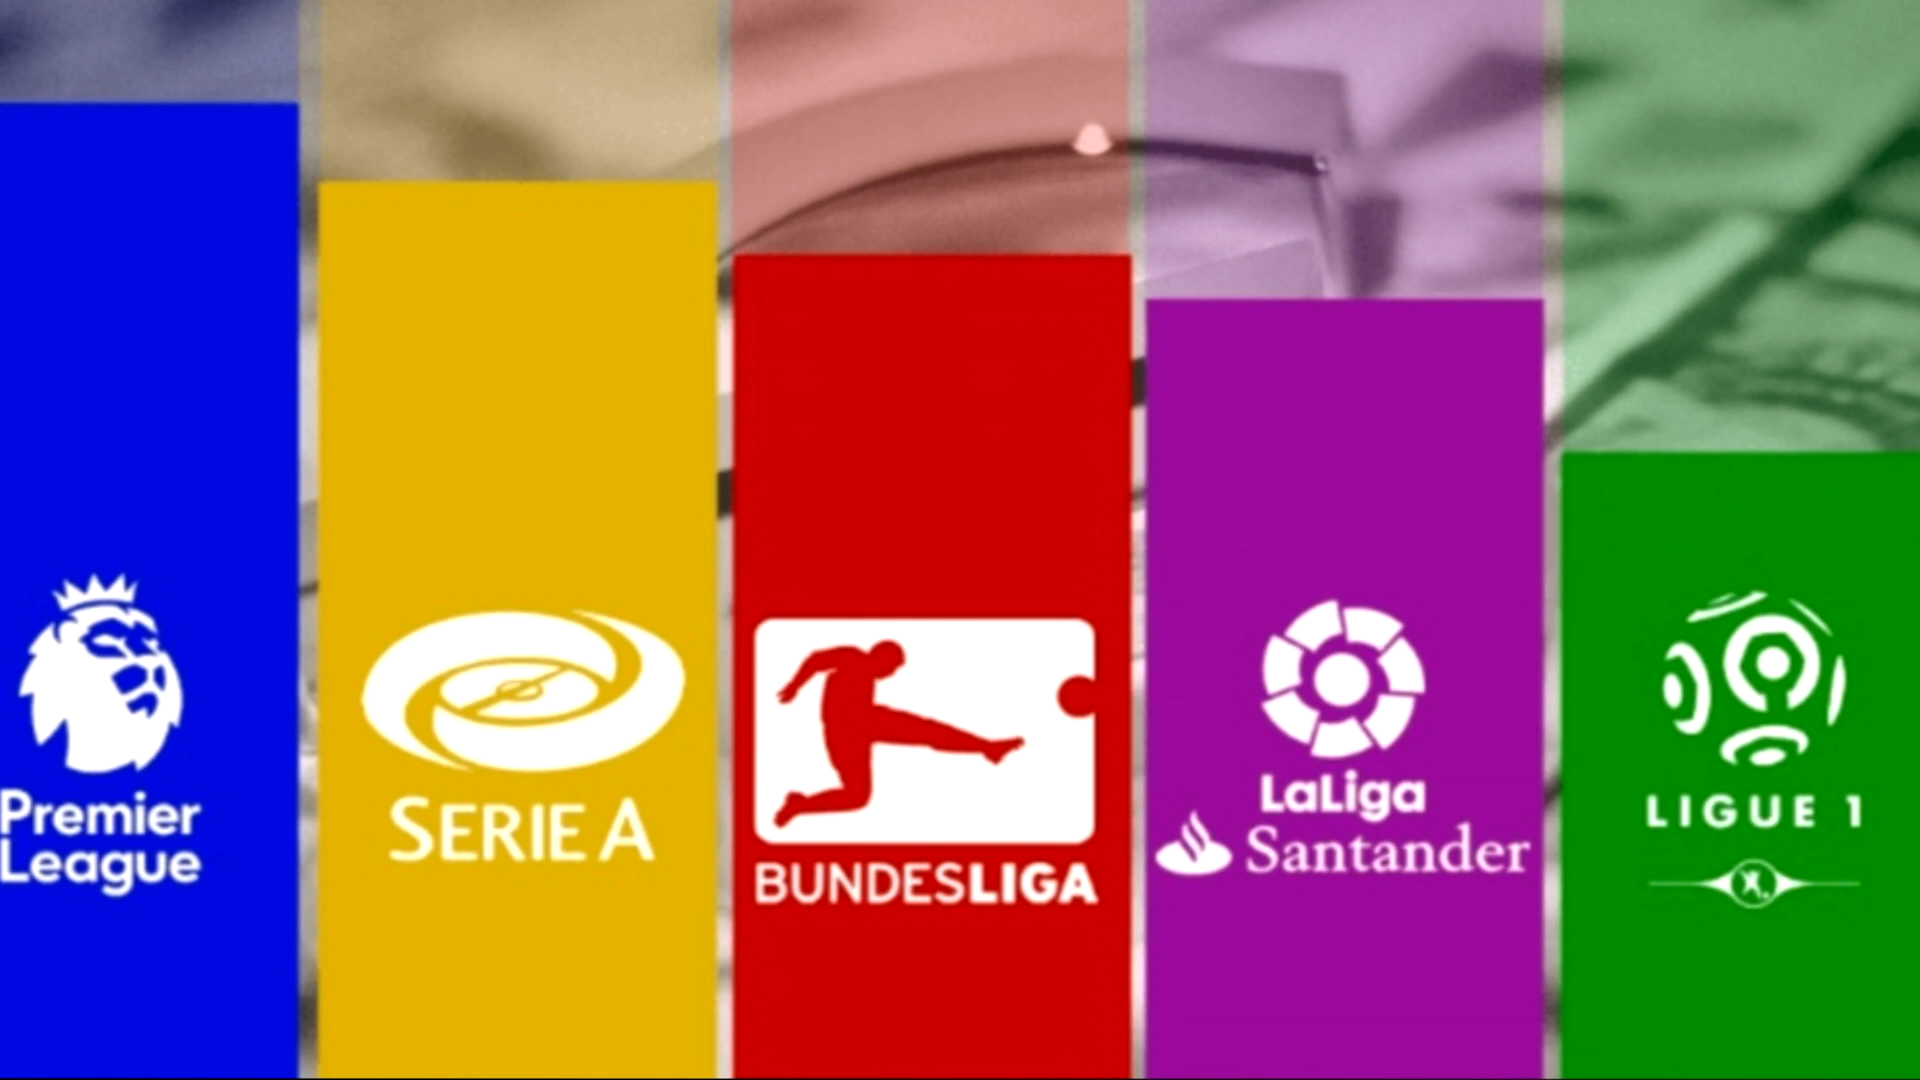 Premier
League
SERIE A
BUNDESLIGA
LaLiga
Santander
LIGUE 1